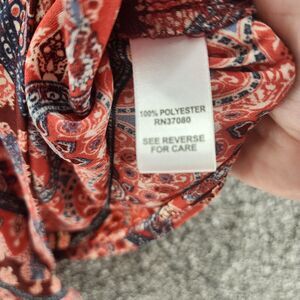 100% POLYESTER
RN37080
SEE REVERSE
FOR CARE